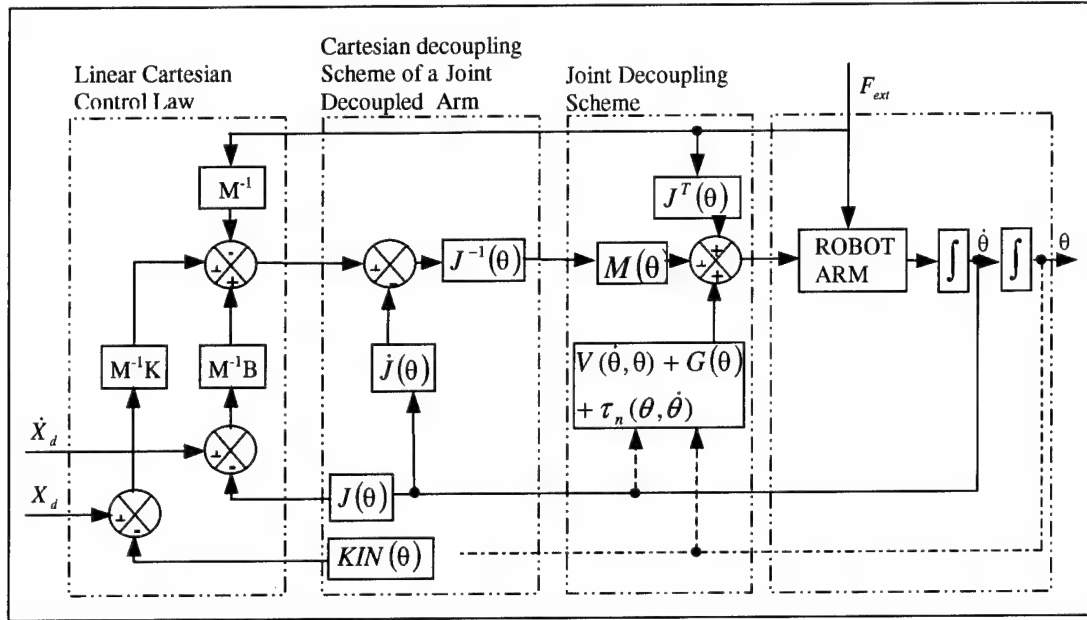 Linear Cartesian
Control Law
Cartesian decoupling
Scheme of a Joint
Decoupled Arm
Joint Decoupling
Scheme
F_ext
M⁻¹
J^T(θ)
- + +
+ -
J⁻¹(θ)
M(θ)
+ + +
ROBOT
ARM
∫
θ̇
∫
θ
M⁻¹K
M⁻¹B
J̇(θ)
V(θ̇,θ) + G(θ)
+ τ_n(θ,θ̇)
Ẋ_d
+ -
X_d
+ -
J(θ)
KIN(θ)